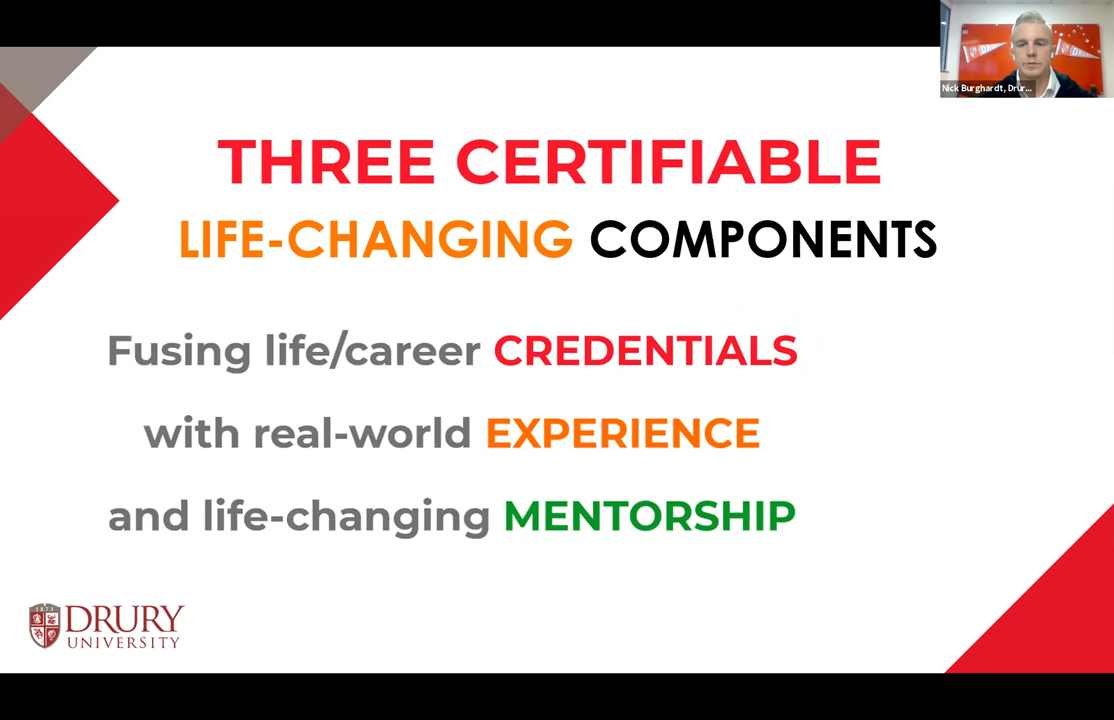 Nick Burghardt, Drur...
THREE CERTIFIABLE
LIFE-CHANGING COMPONENTS
Fusing life/career CREDENTIALS
with real-world EXPERIENCE
and life-changing MENTORSHIP
1873
DRURY
UNIVERSITY